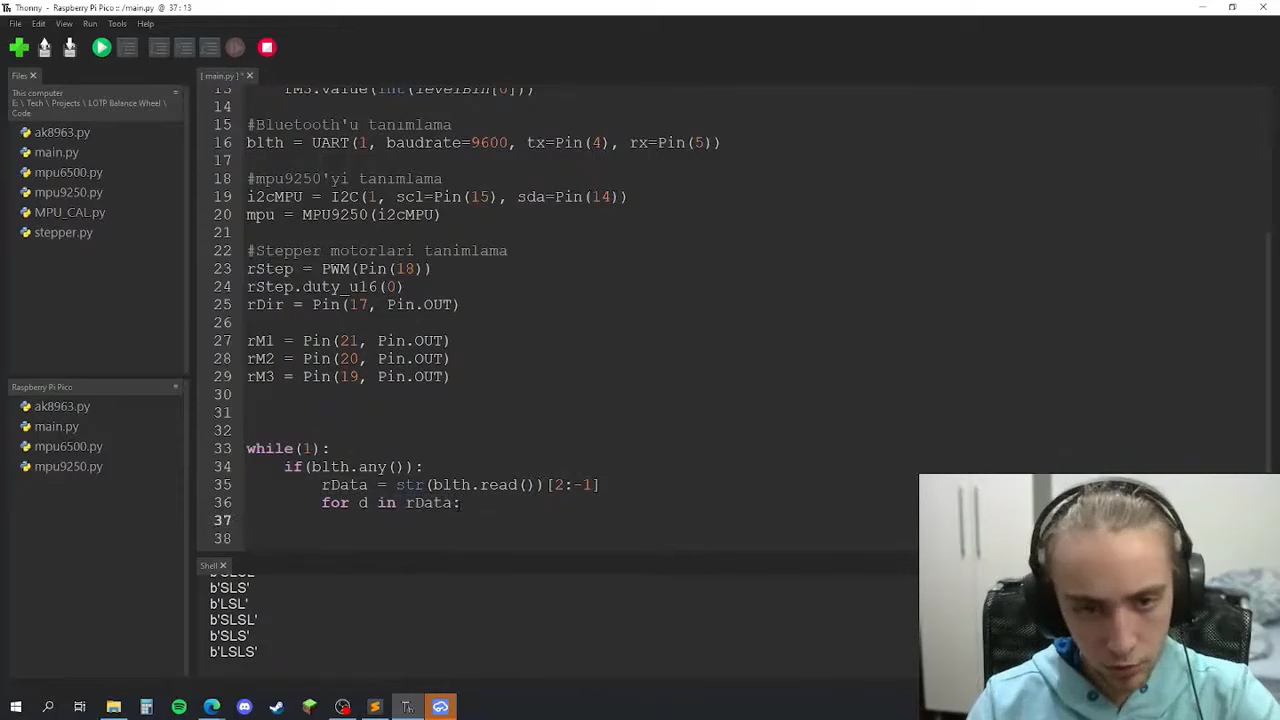 Thonny - Raspberry Pi Pico :: /main.py @ 37 : 13
File Edit View Run Tools Help
Files
This computer
E: \ Tech \ Projects \ LGTP Balance Wheel \
Code
ak8963.py
main.py
mpu6500.py
mpu9250.py
MPU_CAL.py
stepper.py
Raspberry Pi Pico
ak8963.py
main.py
mpu6500.py
mpu9250.py
[ main.py ] *
13 rM3.value(int(levelBin[0]))
14
15 #Bluetooth'u tanımlama
16 blth = UART(1, baudrate=9600, tx=Pin(4), rx=Pin(5))
17
18 #mpu9250'yi tanımlama
19 i2cMPU = I2C(1, scl=Pin(15), sda=Pin(14))
20 mpu = MPU9250(i2cMPU)
21
22 #Stepper motorlari tanimlama
23 rStep = PWM(Pin(18))
24 rStep.duty_u16(0)
25 rDir = Pin(17, Pin.OUT)
26
27 rM1 = Pin(21, Pin.OUT)
28 rM2 = Pin(20, Pin.OUT)
29 rM3 = Pin(19, Pin.OUT)
30
31
32
33 while(1):
34 if(blth.any()):
35 rData = str(blth.read())[2:-1]
36 for d in rData:
37
38
Shell
b'SLSL'
b'SLS'
b'LSL'
b'SLSL'
b'SLS'
b'LSLS'